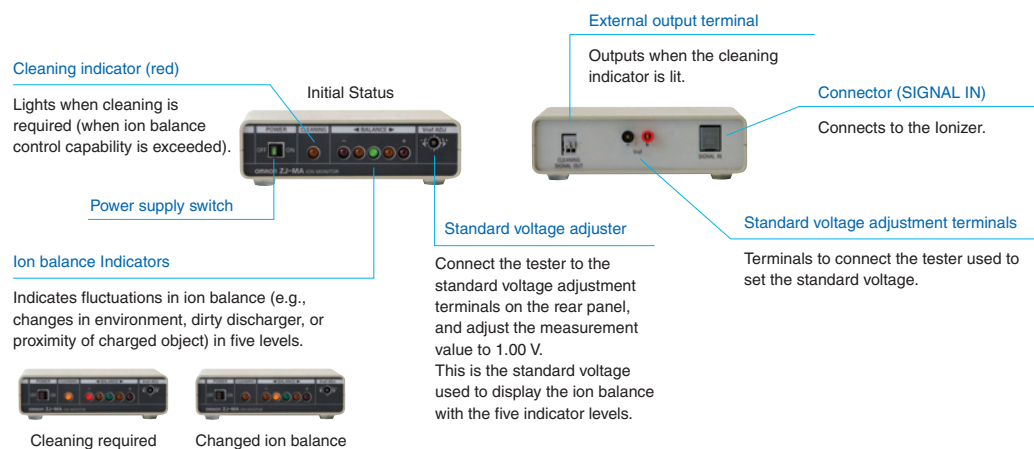 External output terminal
Outputs when the cleaning
indicator is lit.
Cleaning indicator (red)
Lights when cleaning is
required (when ion balance
control capability is exceeded).
Initial Status
Connector (SIGNAL IN)
Connects to the Ionizer.
POWER
CLEANING
BALANCE
Vref ADJ
OFF
ON
- +
omron ZJ-MA ION MONITOR
CLEANING
SIGNAL OUT
Vref
SIGNAL IN
Power supply switch
Standard voltage adjuster
Connect the tester to the
standard voltage adjustment
terminals on the rear panel,
and adjust the measurement
value to 1.00 V.
This is the standard voltage
used to display the ion balance
with the five indicator levels.
Standard voltage adjustment terminals
Terminals to connect the tester used to
set the standard voltage.
Ion balance Indicators
Indicates fluctuations in ion balance (e.g.,
changes in environment, dirty discharger, or
proximity of charged object) in five levels.
Cleaning required
Changed ion balance